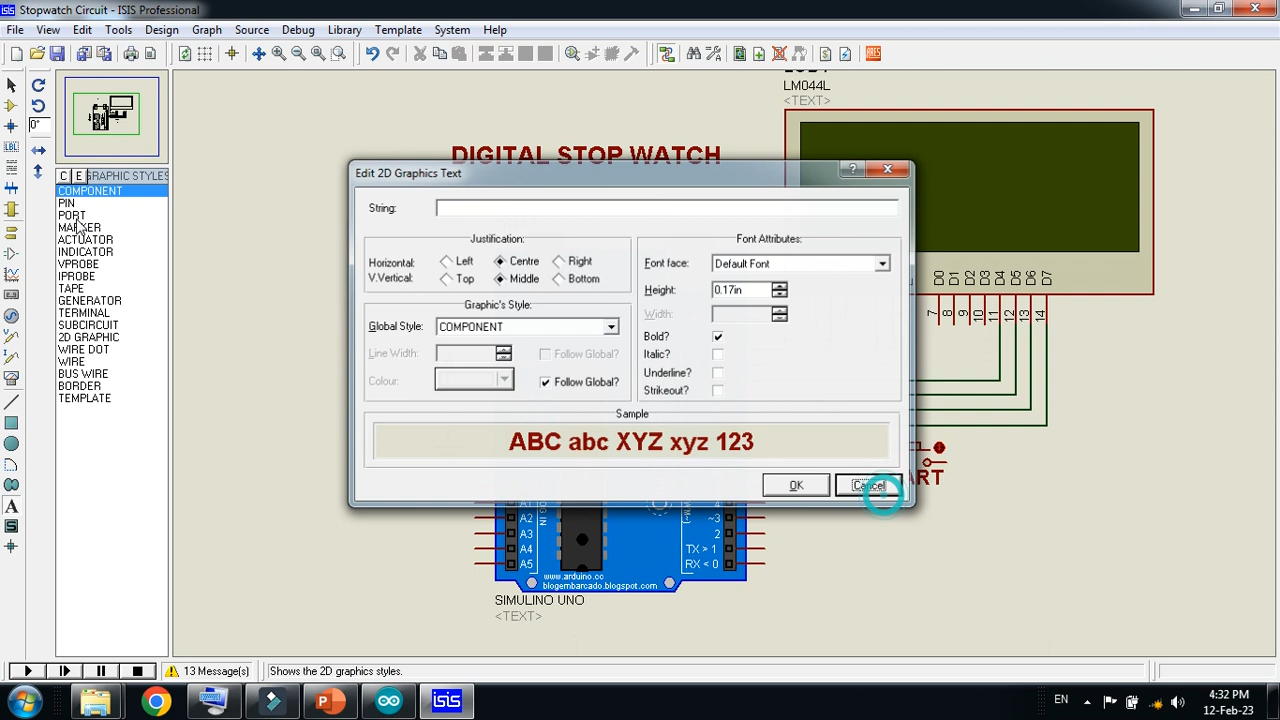 Stopwatch Circuit - ISIS Professional
File View Edit Tools Design Graph Source Debug Library Template System Help
0°
LBL
ARES
C E GRAPHIC STYLES
COMPONENT
PIN
PORT
MARKER
ACTUATOR
INDICATOR
VPROBE
IPROBE
TAPE
GENERATOR
TERMINAL
SUBCIRCUIT
2D GRAPHIC
WIRE DOT
WIRE
BUS WIRE
BORDER
TEMPLATE
LM044L
<TEXT>
DIGITAL STOP WATCH
Edit 2D Graphics Text
String:
Justification:
Horizontal: Left Centre Right
V.Vertical: Top Middle Bottom
Graphic's Style:
Global Style: COMPONENT
Line Width: Follow Global?
Colour: Follow Global?
Font Attributes:
Font face: Default Font
Height: 0.17in
Width:
Bold?
Italic?
Underline?
Strikeout?
Sample
ABC abc XYZ xyz 123
OK Cancel
D0 D1 D2 D3 D4 D5 D6 D7
7 8 9 10 11 12 13 14
ART
A2
A3
A4
A5
~3
2
TX > 1
RX < 0
www.arduino.cc
blogembarcado.blogspot.com
SIMULINO UNO
<TEXT>
13 Message(s) Shows the 2D graphics styles.
isis
EN
4:32 PM
12-Feb-23